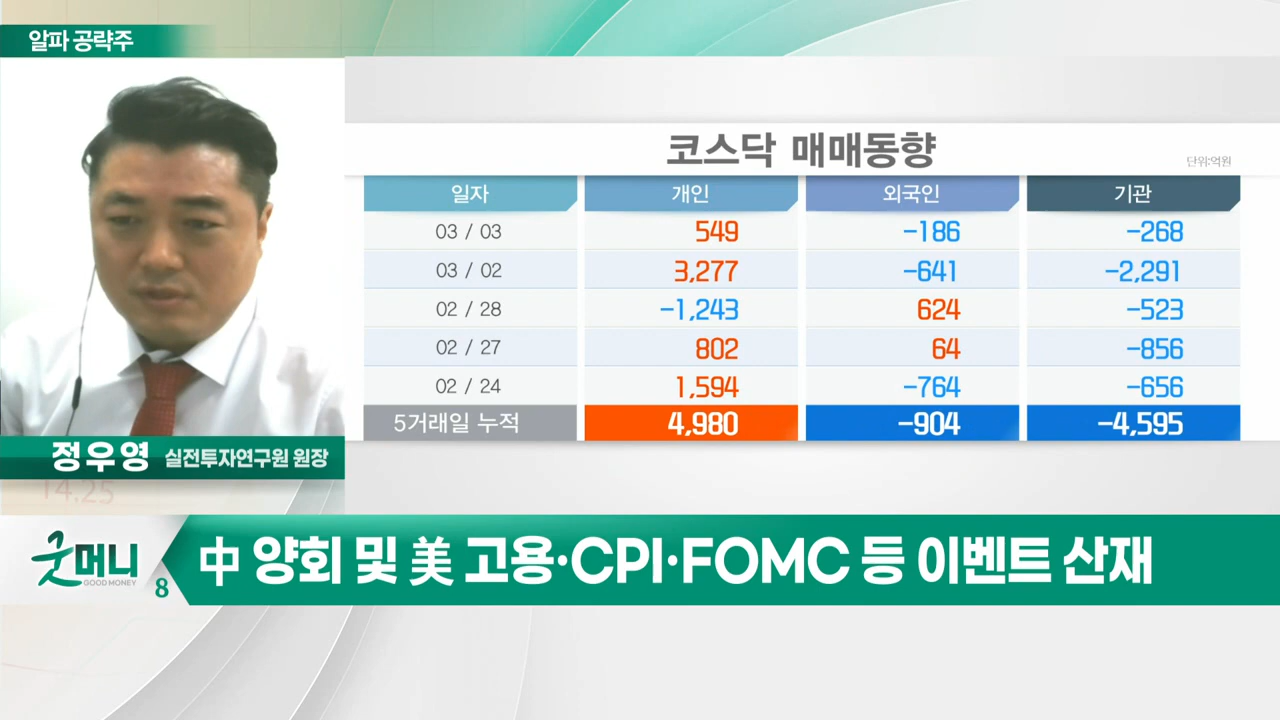 알파 공략주
코스닥 매매동향
단위:억원
일자 개인 외국인 기관
03 / 03 549 -186 -268
03 / 02 3,277 -641 -2,291
02 / 28 -1,243 624 -523
02 / 27 802 64 -856
02 / 24 1,594 -764 -656
5거래일 누적 4,980 -904 -4,595
정우영 실전투자연구원 원장
14.25
굿머니
GOOD MONEY
8
中 양회 및 美 고용·CPI·FOMC 등 이벤트 산재